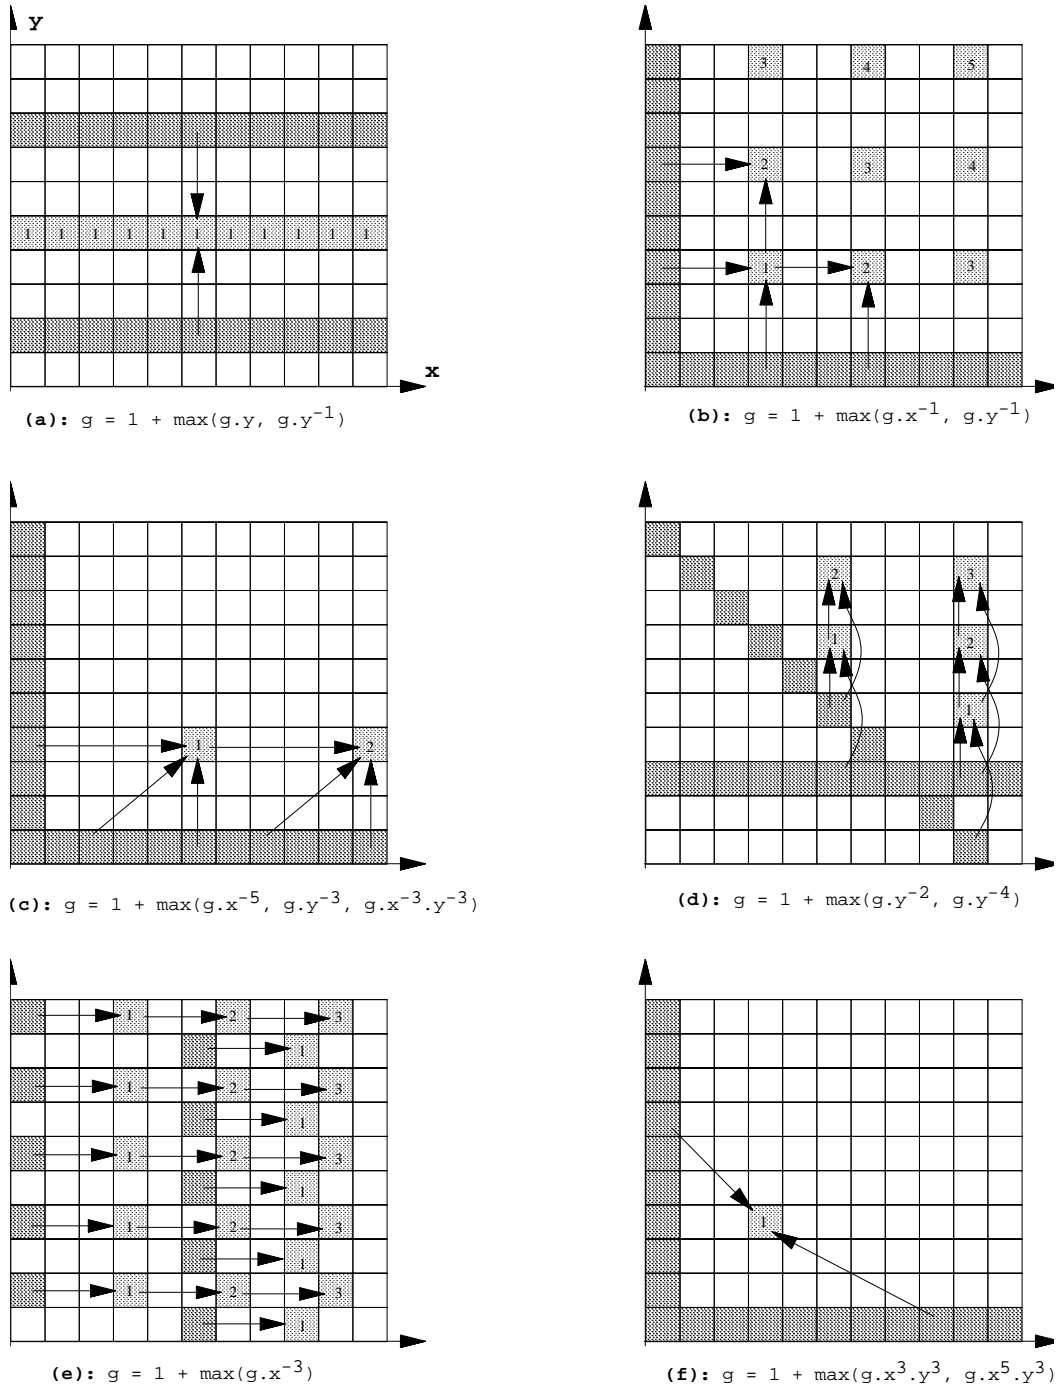 y
3 4 5
2 3 4
1 1 1 1 1 1 1 1 1 1 1
1 2 3
x
(a): g = 1 + max(g.y, g.y^-1)
(b): g = 1 + max(g.x^-1, g.y^-1)
2 3
1 2
1
1 2
(c): g = 1 + max(g.x^-5, g.y^-3, g.x^-3.y^-3)
(d): g = 1 + max(g.y^-2, g.y^-4)
1 2 3
1
1 2 3
1
1 2 3
1
1 2 3
1
1 2 3
1
1
(e): g = 1 + max(g.x^-3)
(f): g = 1 + max(g.x^3.y^3, g.x^5.y^3)